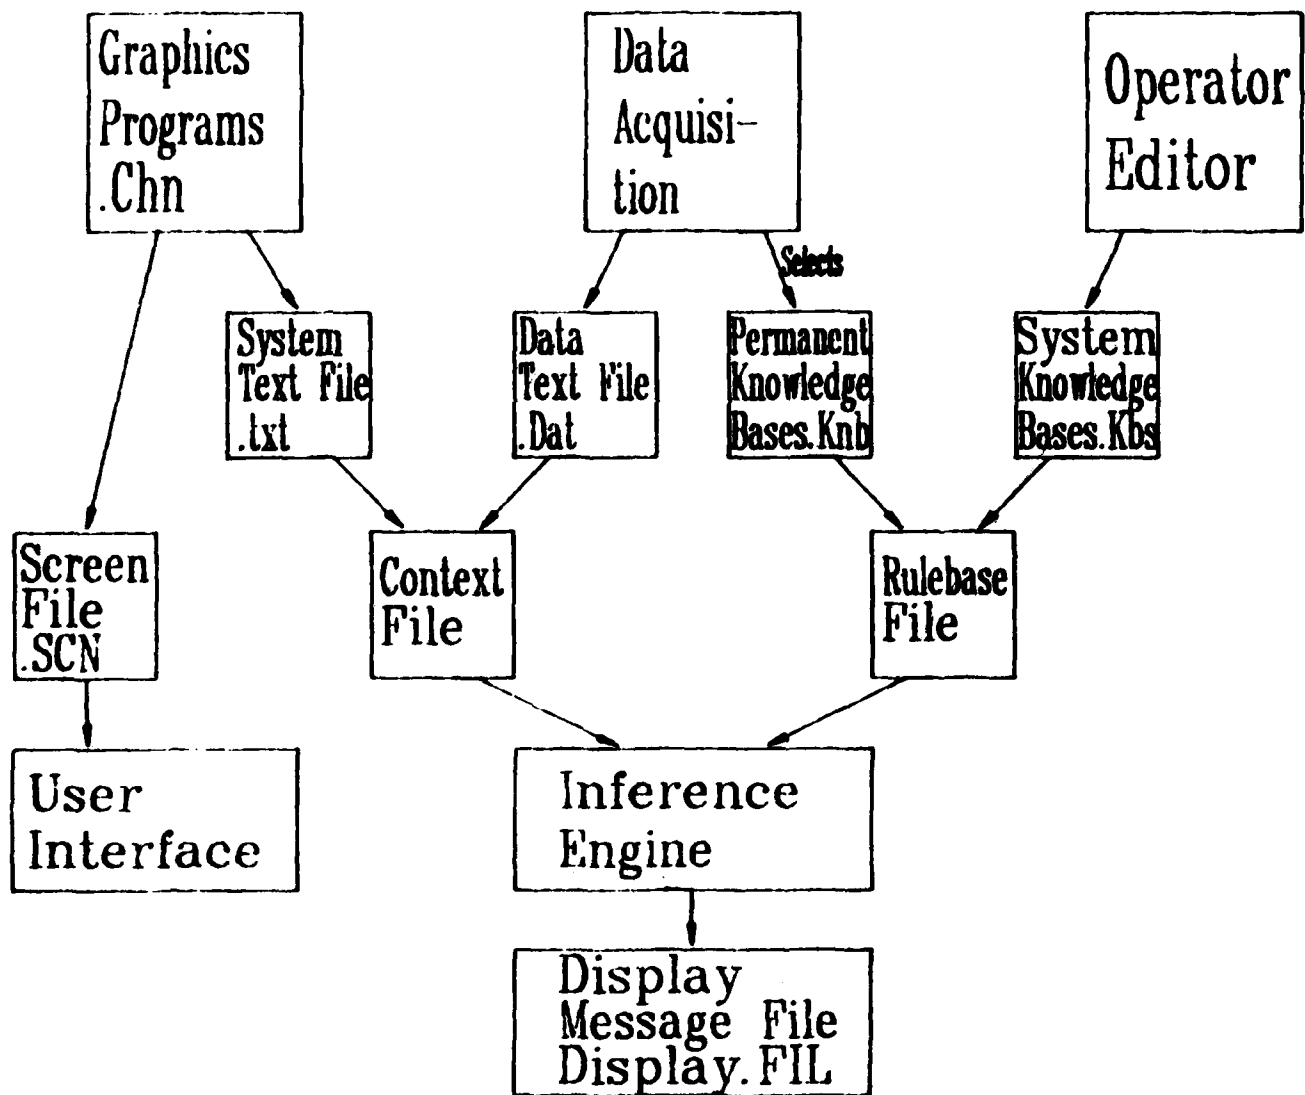 Graphics
Programs
.Chn
Data
Acquisi-
tion
Operator
Editor
Selects
System
Text File
.txt
Data
Text File
.Dat
Permanent
Knowledge
Bases.Knb
System
Knowledge
Bases.Kbs
Screen
File
.SCN
Context
File
Rulebase
File
User
Interface
Inference
Engine
Display
Message File
Display.FIL